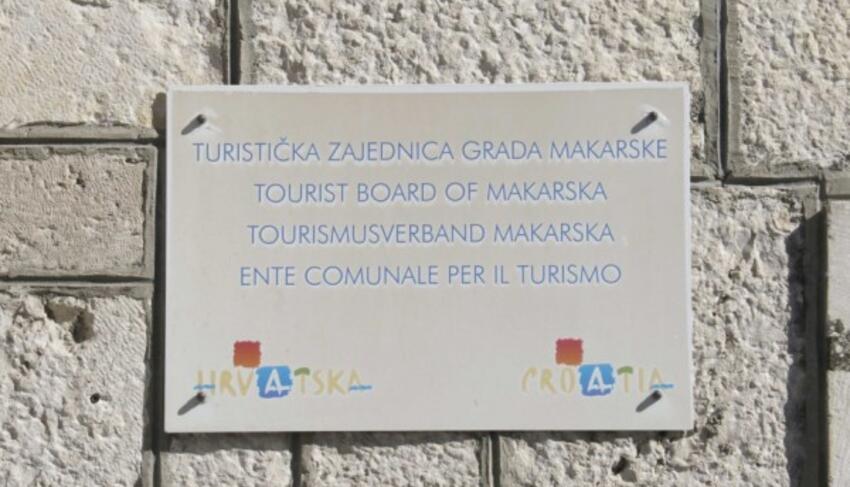 TURISTIČKA ZAJEDNICA GRADA MAKARSKE
TOURIST BOARD OF MAKARSKA
TOURISMUSVERBAND MAKARSKA
ENTE COMUNALE PER IL TURISMO
HRVATSKA CROATIA